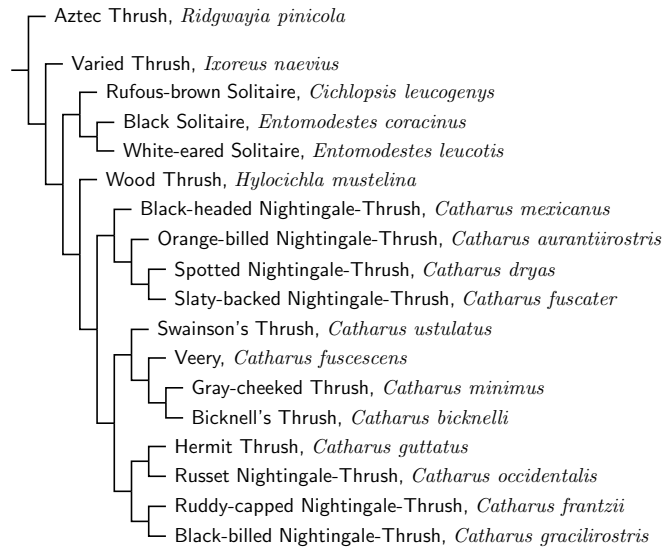 Aztec Thrush, Ridgwayia pinicola
Varied Thrush, Ixoreus naevius
Rufous-brown Solitaire, Cichlopsis leucogenys
Black Solitaire, Entomodestes coracinus
White-eared Solitaire, Entomodestes leucotis
Wood Thrush, Hylocichla mustelina
Black-headed Nightingale-Thrush, Catharus mexicanus
Orange-billed Nightingale-Thrush, Catharus aurantiirostris
Spotted Nightingale-Thrush, Catharus dryas
Slaty-backed Nightingale-Thrush, Catharus fuscater
Swainson's Thrush, Catharus ustulatus
Veery, Catharus fuscescens
Gray-cheeked Thrush, Catharus minimus
Bicknell's Thrush, Catharus bicknelli
Hermit Thrush, Catharus guttatus
Russet Nightingale-Thrush, Catharus occidentalis
Ruddy-capped Nightingale-Thrush, Catharus frantzii
Black-billed Nightingale-Thrush, Catharus gracilirostris